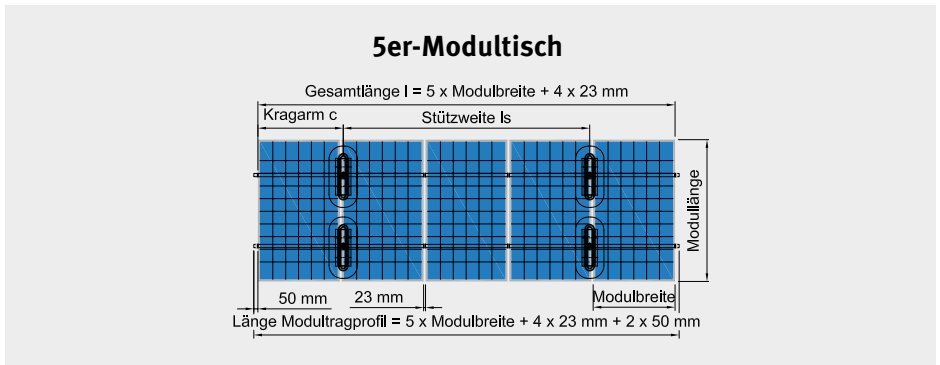 5er-Modultisch
Gesamtlänge l = 5 x Modulbreite + 4 x 23 mm
Kragarm c
Stützweite ls
Modullänge
50 mm
23 mm
Modulbreite
Länge Modultragprofil = 5 x Modulbreite + 4 x 23 mm + 2 x 50 mm